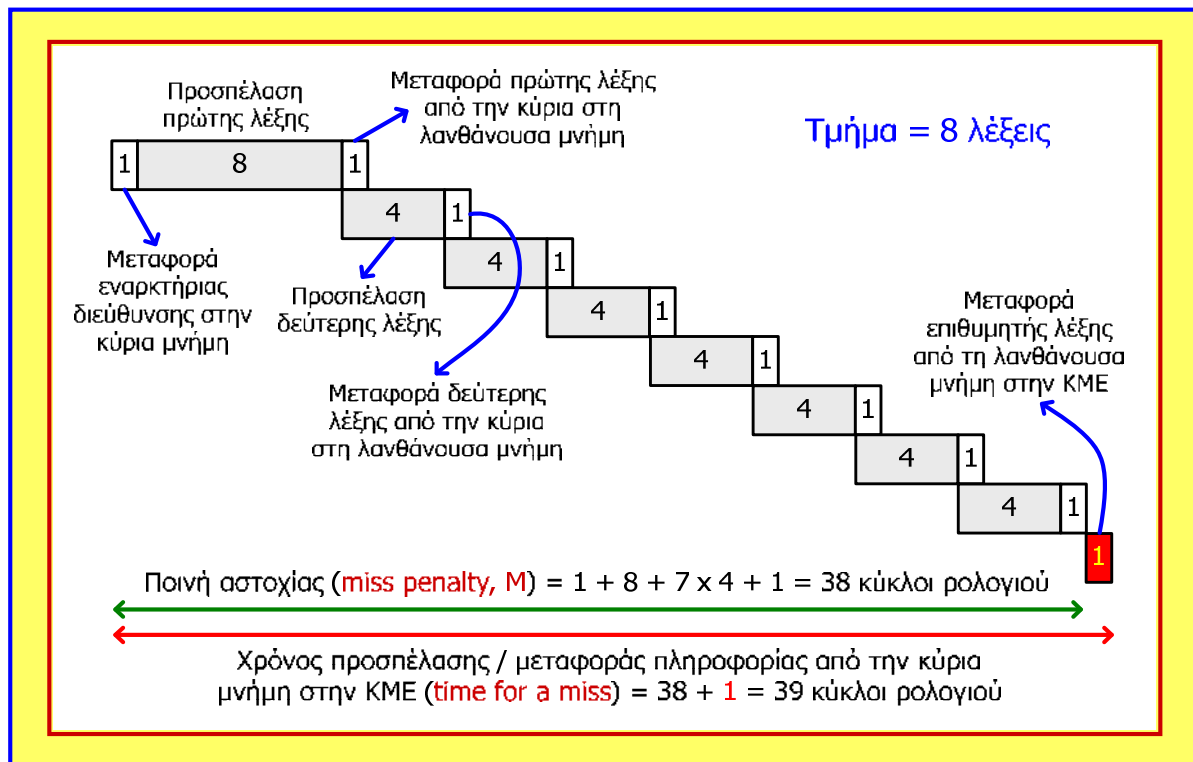 Προσπέλαση
πρώτης λέξης
Μεταφορά πρώτης λέξης
από την κύρια στη
λανθάνουσα μνήμη
Τμήμα = 8 λέξεις
1 8 1
4 1
4 1
4 1
4 1
4 1
4 1
4 1
1
Μεταφορά
εναρκτήριας
διεύθυνσης στην
κύρια μνήμη
Προσπέλαση
δεύτερης λέξης
Μεταφορά δεύτερης
λέξης από την κύρια
στη λανθάνουσα μνήμη
Μεταφορά
επιθυμητής λέξης
από τη λανθάνουσα
μνήμη στην ΚΜΕ
Ποινή αστοχίας (miss penalty, M) = 1 + 8 + 7 x 4 + 1 = 38 κύκλοι ρολογιού
Χρόνος προσπέλασης / μεταφοράς πληροφορίας από την κύρια
μνήμη στην ΚΜΕ (time for a miss) = 38 + 1 = 39 κύκλοι ρολογιού